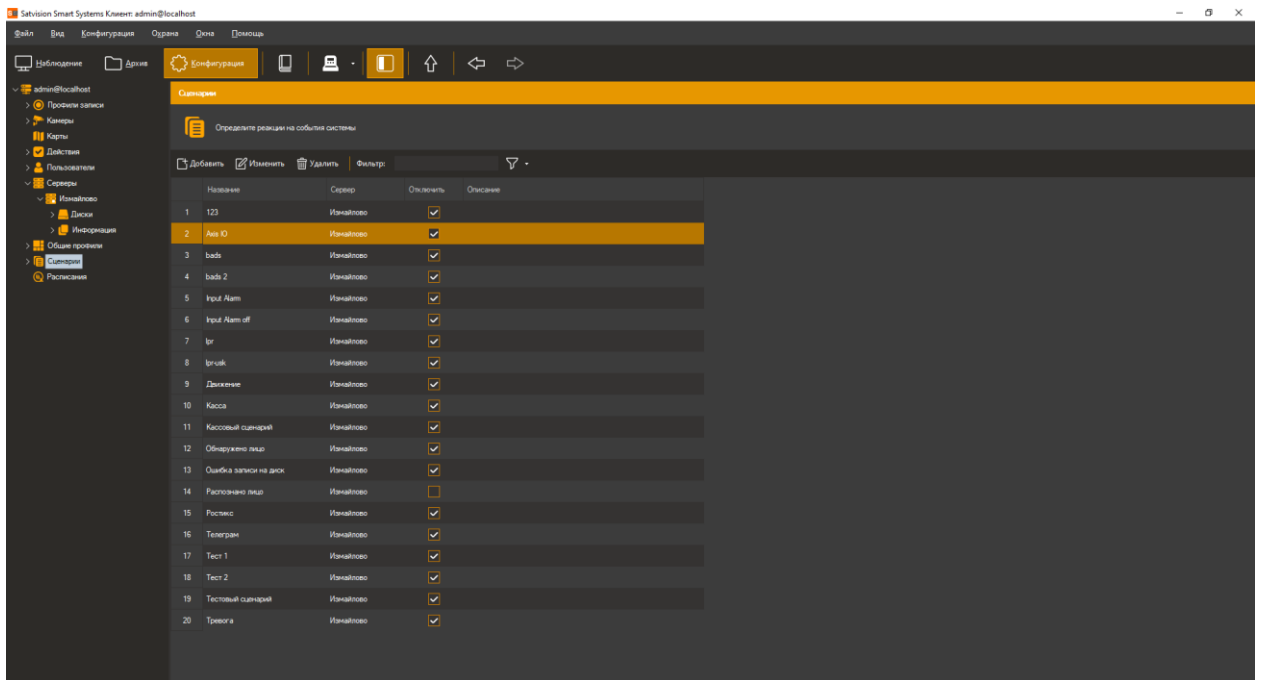 Satvision Smart Systems Клиент: admin@localhost
Файл Вид Конфигурация Охрана Окна Помощь
Наблюдение Архив Конфигурация
admin@localhost
Профили записи
Камеры
Карты
Действия
Пользователи
Серверы
Измайлово
Диски
Информация
Общие профили
Сценарии
Расписания
Сценарии
Определите реакции на события системы
Добавить Изменить Удалить Фильтр:
Название Сервер Отключить Описание
1 123 Измайлово
2 Axis IO Измайлово
3 bads Измайлово
4 bads 2 Измайлово
5 Input Alarm Измайлово
6 Input Alarm off Измайлово
7 lpr Измайлово
8 lpr-usk Измайлово
9 Движение Измайлово
10 Касса Измайлово
11 Кассовый сценарий Измайлово
12 Обнаружено лицо Измайлово
13 Ошибка записи на диск Измайлово
14 Распознано лицо Измайлово
15 Ростикс Измайлово
16 Телеграм Измайлово
17 Тест 1 Измайлово
18 Тест 2 Измайлово
19 Тестовый сценарий Измайлово
20 Тревога Измайлово